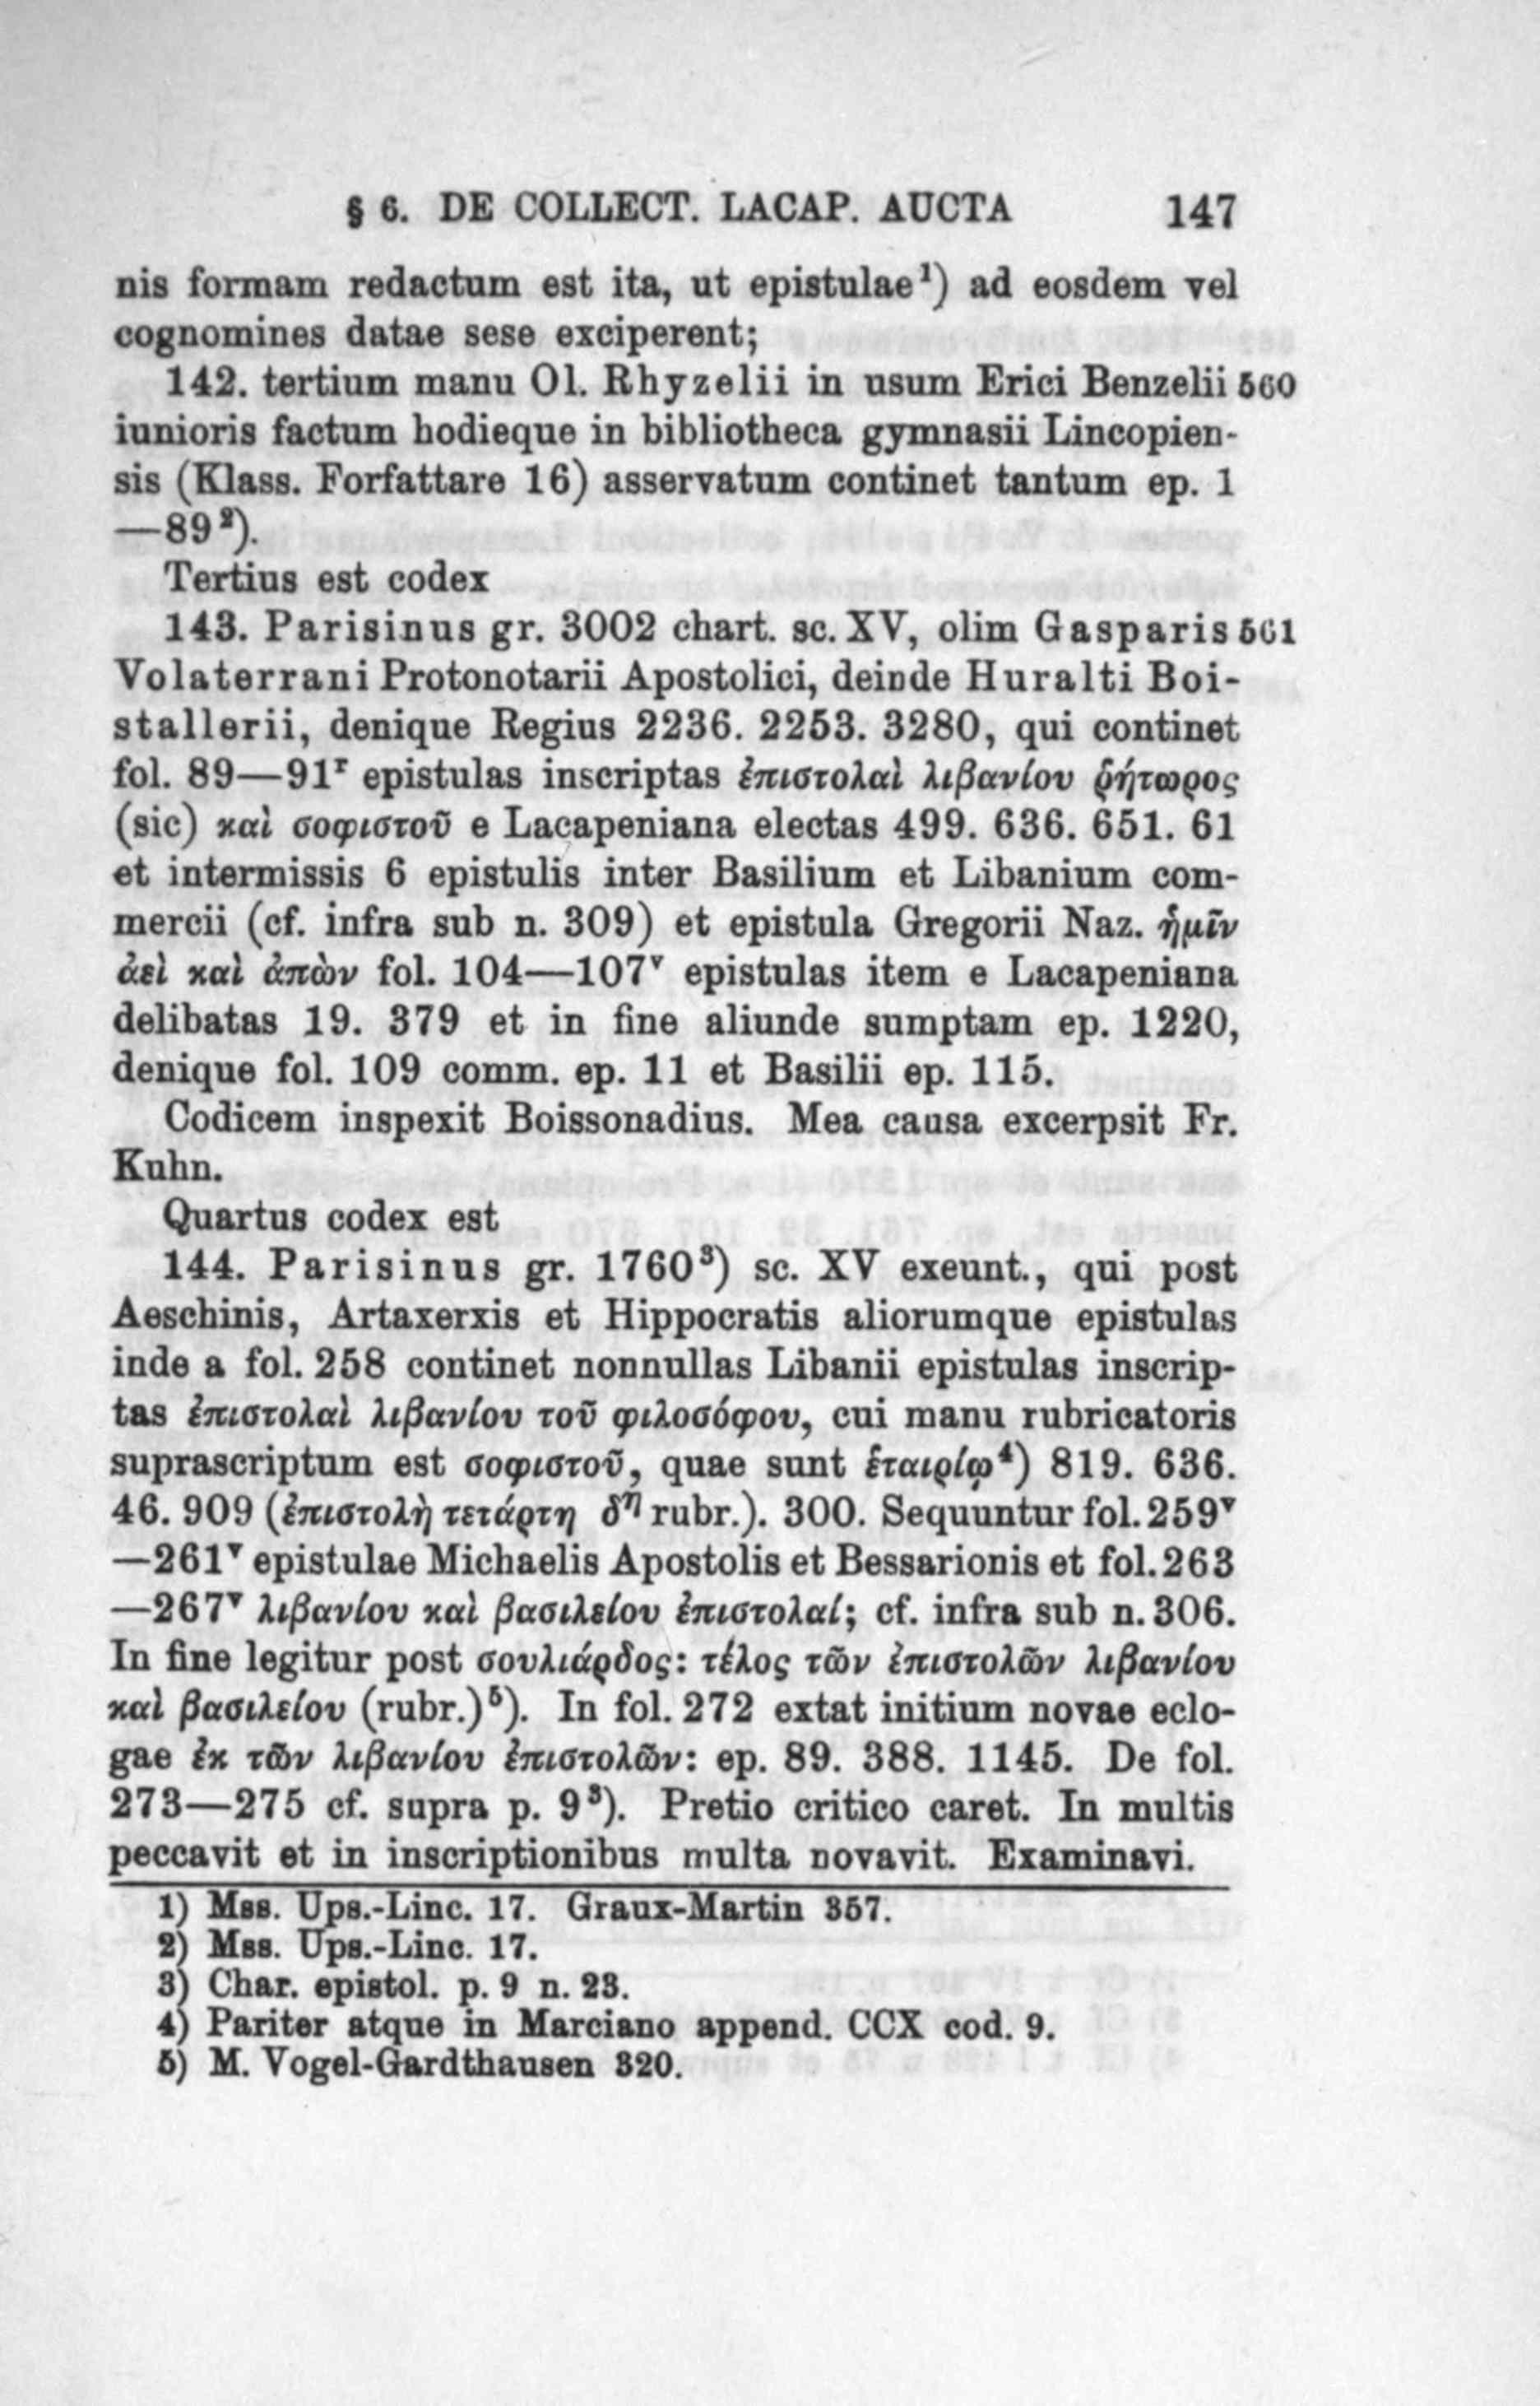 § 6. DE COLLECT. LACAP. AUCTA 147
nis formam redactum est ita, ut epistulae¹) ad eosdem vel
cognomines datae sese exciperent;
142. tertium manu Ol. Rhyzelii in usum Erici Benzelii 560
iunioris factum hodieque in bibliotheca gymnasii Lincopien-
sis (Klass. Forfattare 16) asservatum continet tantum ep. 1
—89²).
Tertius est codex
143. Parisinus gr. 3002 chart. sc. XV, olim Gasparis 561
Volaterrani Protonotarii Apostolici, deinde Huralti Boi-
stallerii, denique Regius 2236. 2253. 3280, qui continet
fol. 89—91ʳ epistulas inscriptas ἐπιστολαὶ λιβανίου ῥήτωρος
(sic) καὶ σοφιστοῦ e Lacapeniana electas 499. 636. 651. 61
et intermissis 6 epistulis inter Basilium et Libanium com-
mercii (cf. infra sub n. 309) et epistula Gregorii Naz. ἡμῖν
ἀεὶ καὶ ἀπὼν fol. 104—107ᵛ epistulas item e Lacapeniana
delibatas 19. 379 et in fine aliunde sumptam ep. 1220,
denique fol. 109 comm. ep. 11 et Basilii ep. 115.
Codicem inspexit Boissonadius. Mea causa excerpsit Fr.
Kuhn.
Quartus codex est
144. Parisinus gr. 1760³) sc. XV exeunt., qui post
Aeschinis, Artaxerxis et Hippocratis aliorumque epistulas
inde a fol. 258 continet nonnullas Libanii epistulas inscrip-
tas ἐπιστολαὶ λιβανίου τοῦ φιλοσόφου, cui manu rubricatoris
suprascriptum est σοφιστοῦ, quae sunt ἑταιρίῳ⁴) 819. 636.
46. 909 (ἐπιστολὴ τετάρτη δη rubr.). 300. Sequuntur fol. 259ᵛ
—261ᵛ epistulae Michaelis Apostolis et Bessarionis et fol. 263
—267ᵛ λιβανίου καὶ βασιλείου ἐπιστολαί; cf. infra sub n. 306.
In fine legitur post σουλιάρδος: τέλος τῶν ἐπιστολῶν λιβανίου
καὶ βασιλείου (rubr.)⁵). In fol. 272 extat initium novae eclo-
gae ἐκ τῶν λιβανίου ἐπιστολῶν: ep. 89. 388. 1145. De fol.
273—275 cf. supra p. 9³). Pretio critico caret. In multis
peccavit et in inscriptionibus multa novavit. Examinavi.
1) Mss. Ups.-Linc. 17. Graux-Martin 357.
2) Mss. Ups.-Linc. 17.
3) Char. epistol. p. 9 n. 23.
4) Pariter atque in Marciano append. CCX cod. 9.
5) M. Vogel-Gardthausen 320.